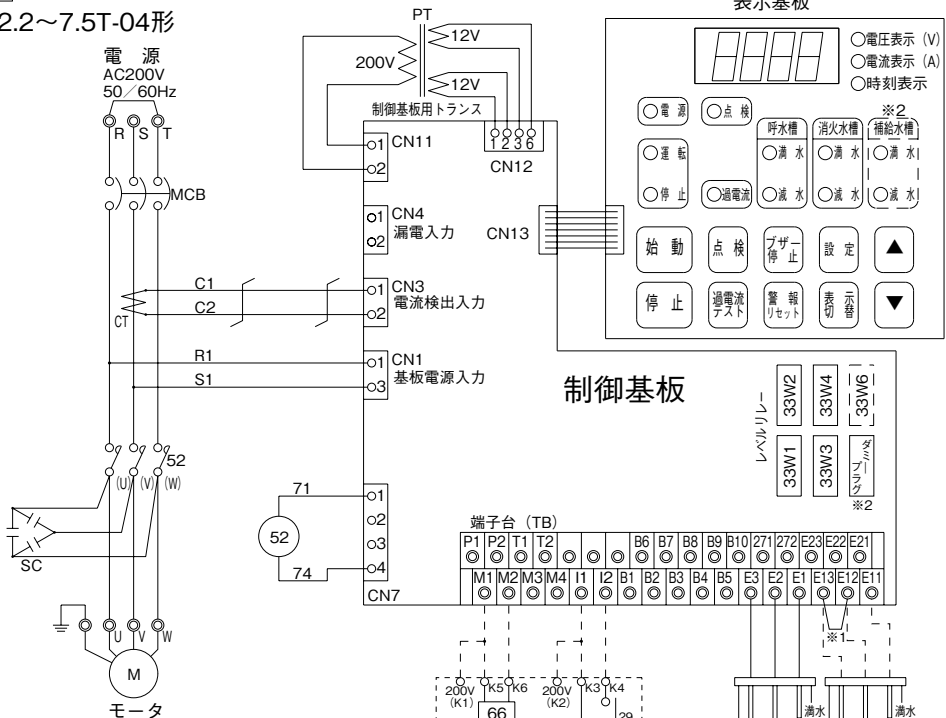 2.2～7.5T-04形
電　源
AC200V
50／60Hz
R S T
MCB
C1
C2
CT
R1
S1
52
(U) (V) (W)
SC
U V W
M
モータ
71
52
74
PT
200V
12V
12V
制御基板用トランス
1 2 3 6
CN12
1
2
CN11
1
2
CN4
漏電入力
1
2
CN3
電流検出入力
1
3
CN1
基板電源入力
1
2
3
4
CN7
CN13
制御基板
表示基板
電圧表示（V）
電流表示（A）
時刻表示
電 源
点 検
運 転
停 止
過電流
呼水槽
満 水
減 水
消火水槽
満 水
減 水
※2
補給水槽
満 水
減 水
始 動
点 検
ブザー
停 止
設 定
▲
停 止
過電流
テスト
警 報
リセット
表 示
切 替
▼
レベルリレー
33W2 33W4 33W6
33W1 33W3 ダミープラグ
※2
端子台（TB）
P1 P2 T1 T2 B6 B7 B8 B9 B10 271 272 E23 E22 E21
M1 M2 M3 M4 I1 I2 B1 B2 B3 B4 B5 E3 E2 E1 E13 E12 E11
※1
200V
(K1)
K5 K6
66
200V
(K2)
K3 K4
29
満水
満水